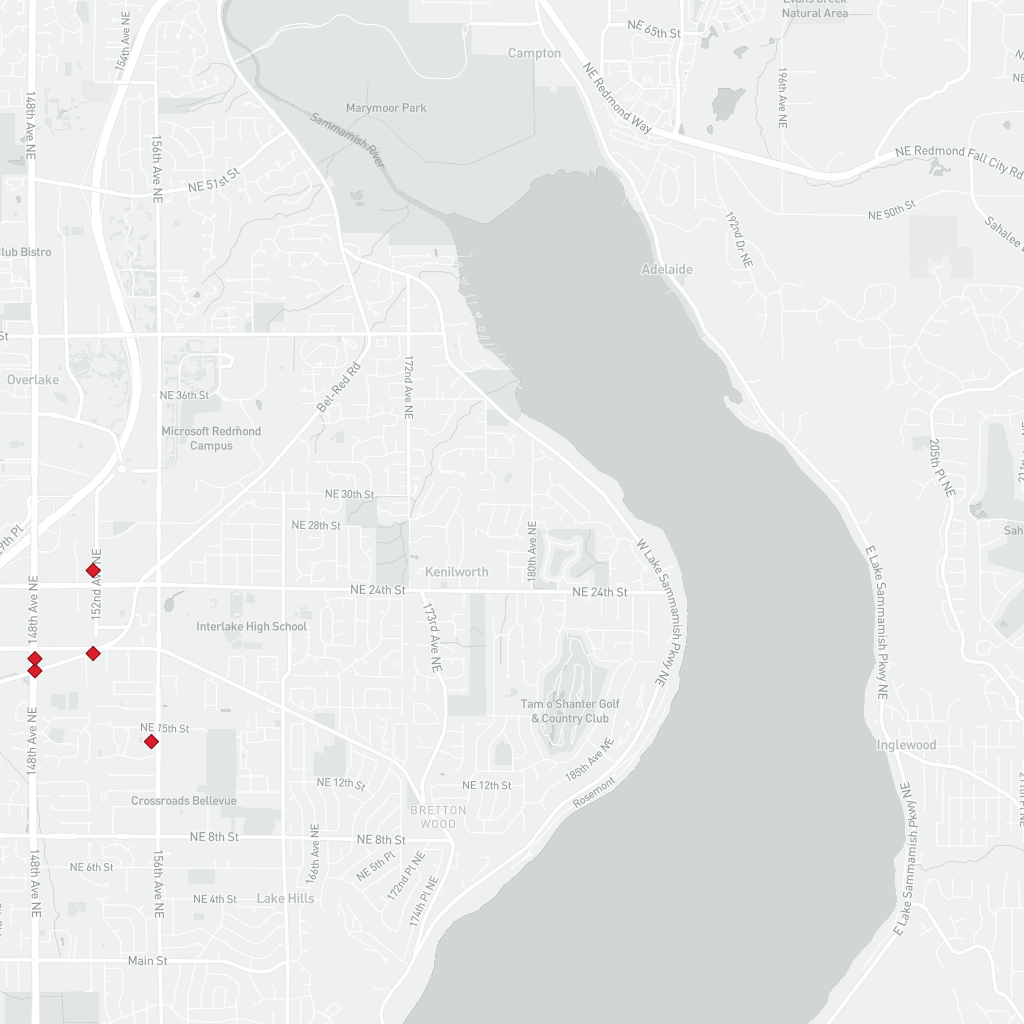 Evans Creek
Natural Area
NE 65th St
154th Ave NE
Campton
NE Redmond Way
196th Ave NE
148th Ave NE
Marymoor Park
Sammamish River
156th Ave NE
NE Redmond Fall City Rd
NE 51st St
NE 50th St
192nd Dr NE
Club Bistro
Adelaide
St
172nd Ave NE
Overlake
Bel-Red Rd
NE 36th St
Microsoft Redmond
Campus
205th Pl NE
NE 30th St
NE 28th St
180th Ave NE
W Lake Sammamish Pkwy NE
E Lake Sammamish Pkwy NE
148th Ave NE
152nd Ave NE
Kenilworth
NE 24th St
NE 24th St
Interlake High School
173rd Ave NE
Tam o'Shanter Golf
& Country Club
148th Ave NE
NE 15th St
Inglewood
185th Ave NE
NE 12th St
NE 12th St
Rosemont
Crossroads Bellevue
BRETTON
WOOD
NE 8th St
NE 8th St
E Lake Sammamish Pkwy NE
148th Ave NE
156th Ave NE
166th Ave NE
NE 6th St
NE 5th Pl
172nd Pl NE
174th Pl NE
NE 4th St
Lake Hills
Main St